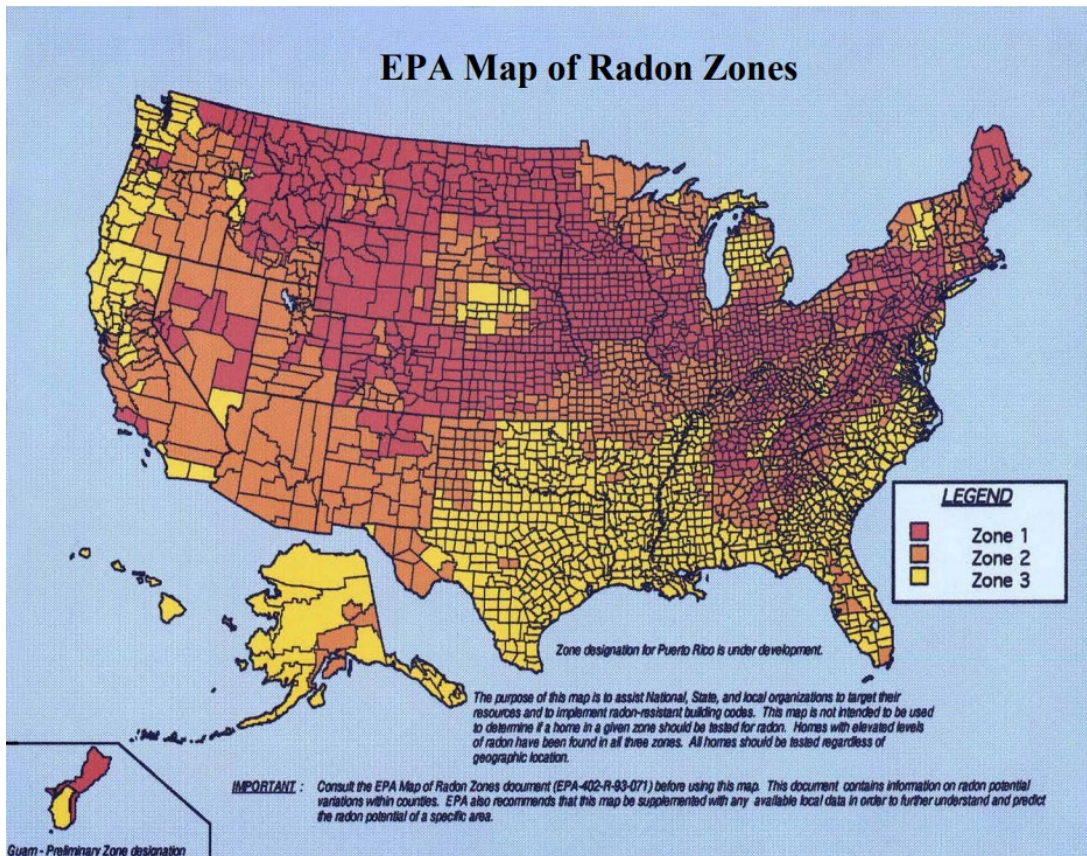 EPA Map of Radon Zones
LEGEND
Zone 1
Zone 2
Zone 3
Zone designation for Puerto Rico is under development.
The purpose of this map is to assist National, State, and local organizations to target their
resources and to implement radon-resistant building codes. This map is not intended to be used
to determine if a home in a given zone should be tested for radon. Homes with elevated levels
of radon have been found in all three zones. All homes should be tested regardless of
geographic location.
IMPORTANT : Consult the EPA Map of Radon Zones document (EPA-402-R-93-071) before using this map. This document contains information on radon potential
variations within counties. EPA also recommends that this map be supplemented with any available local data in order to further understand and predict
the radon potential of a specific area.
Guam - Preliminary Zone designation